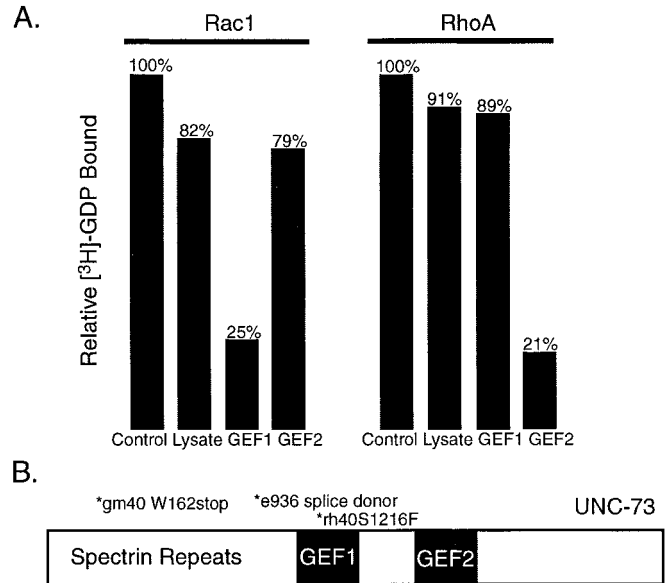 A.
Rac1
RhoA
Relative [³H]-GDP Bound
100%
82%
25%
79%
100%
91%
89%
21%
Control Lysate GEF1 GEF2
Control Lysate GEF1 GEF2
B.
*gm40 W162stop
*e936 splice donor
*rh40S1216F
UNC-73
Spectrin Repeats
GEF1
GEF2